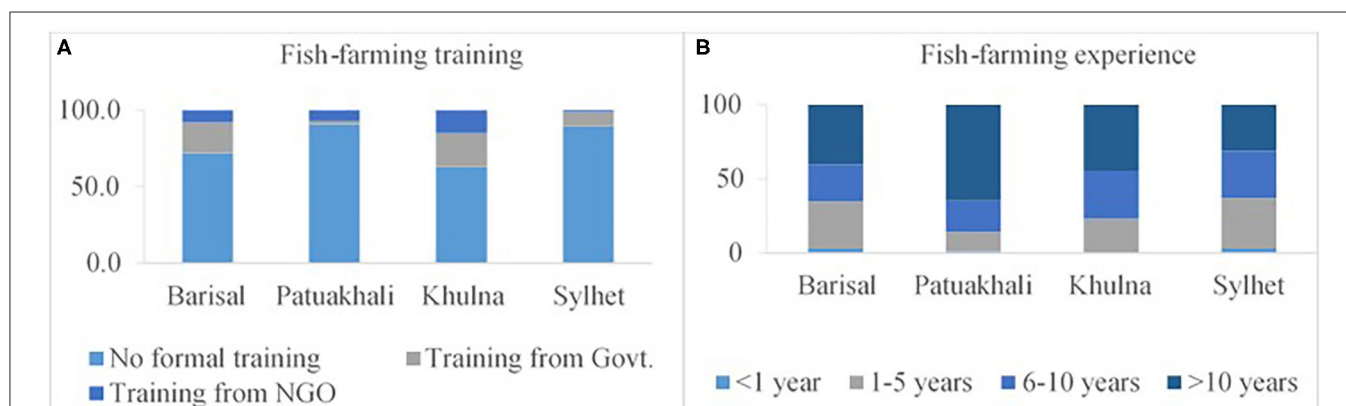 A
Fish-farming training
100.0
50.0
0.0
Barisal Patuakhali Khulna Sylhet
No formal training Training from Govt.
Training from NGO
B
Fish-farming experience
100
50
0
Barisal Patuakhali Khulna Sylhet
<1 year 1-5 years 6-10 years >10 years